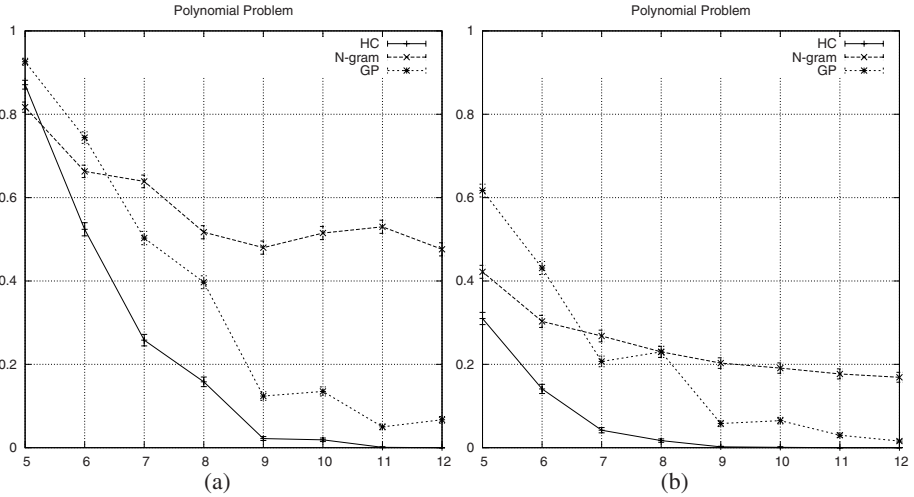 Polynomial Problem
1
0.8
0.6
0.4
0.2
0
HC
N-gram
GP
5 6 7 8 9 10 11 12
(a)
Polynomial Problem
1
0.8
0.6
0.4
0.2
0
HC
N-gram
GP
5 6 7 8 9 10 11 12
(b)